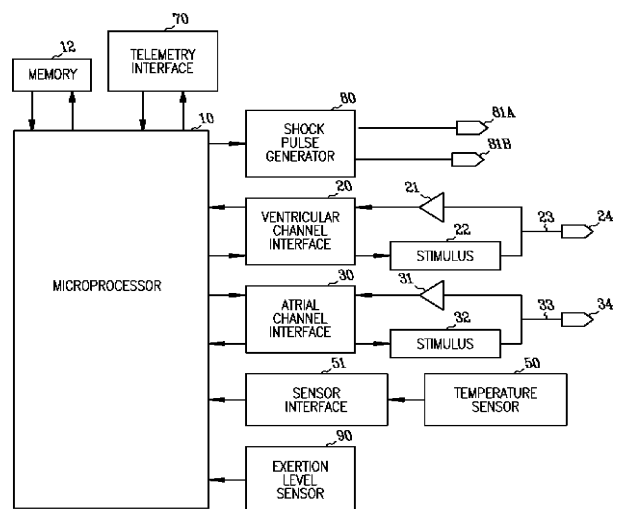 70
12
TELEMETRY
INTERFACE
MEMORY
10
80
SHOCK
PULSE
GENERATOR
81A
81B
20
VENTRICULAR
CHANNEL
INTERFACE
21
22
STIMULUS
23
24
MICROPROCESSOR
30
ATRIAL
CHANNEL
INTERFACE
31
32
STIMULUS
33
34
51
SENSOR
INTERFACE
50
TEMPERATURE
SENSOR
90
EXERTION
LEVEL
SENSOR